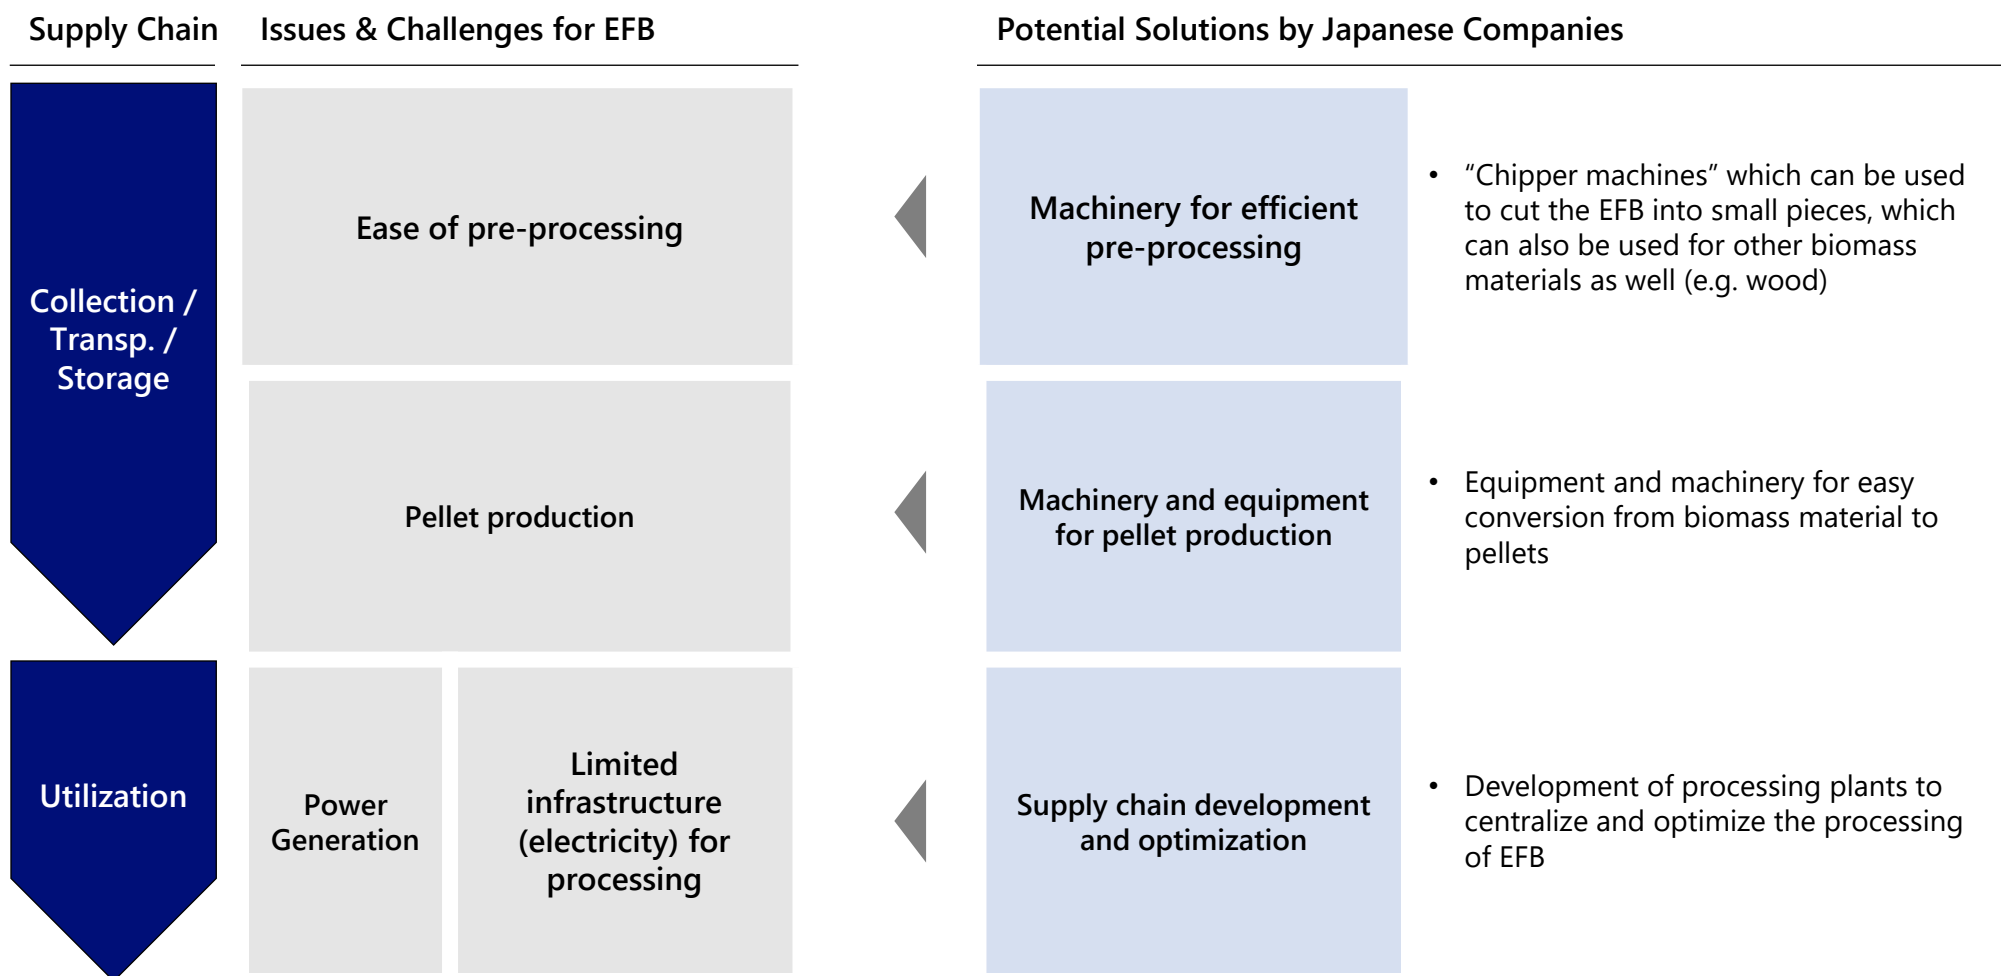 Supply Chain
Issues & Challenges for EFB
Potential Solutions by Japanese Companies
Collection /
Transp. /
Storage
Ease of pre-processing
Machinery for efficient
pre-processing
• “Chipper machines” which can be used
to cut the EFB into small pieces, which
can also be used for other biomass
materials as well (e.g. wood)
Pellet production
Machinery and equipment
for pellet production
• Equipment and machinery for easy
conversion from biomass material to
pellets
Utilization
Power
Generation
Limited
infrastructure
(electricity) for
processing
Supply chain development
and optimization
• Development of processing plants to
centralize and optimize the processing
of EFB